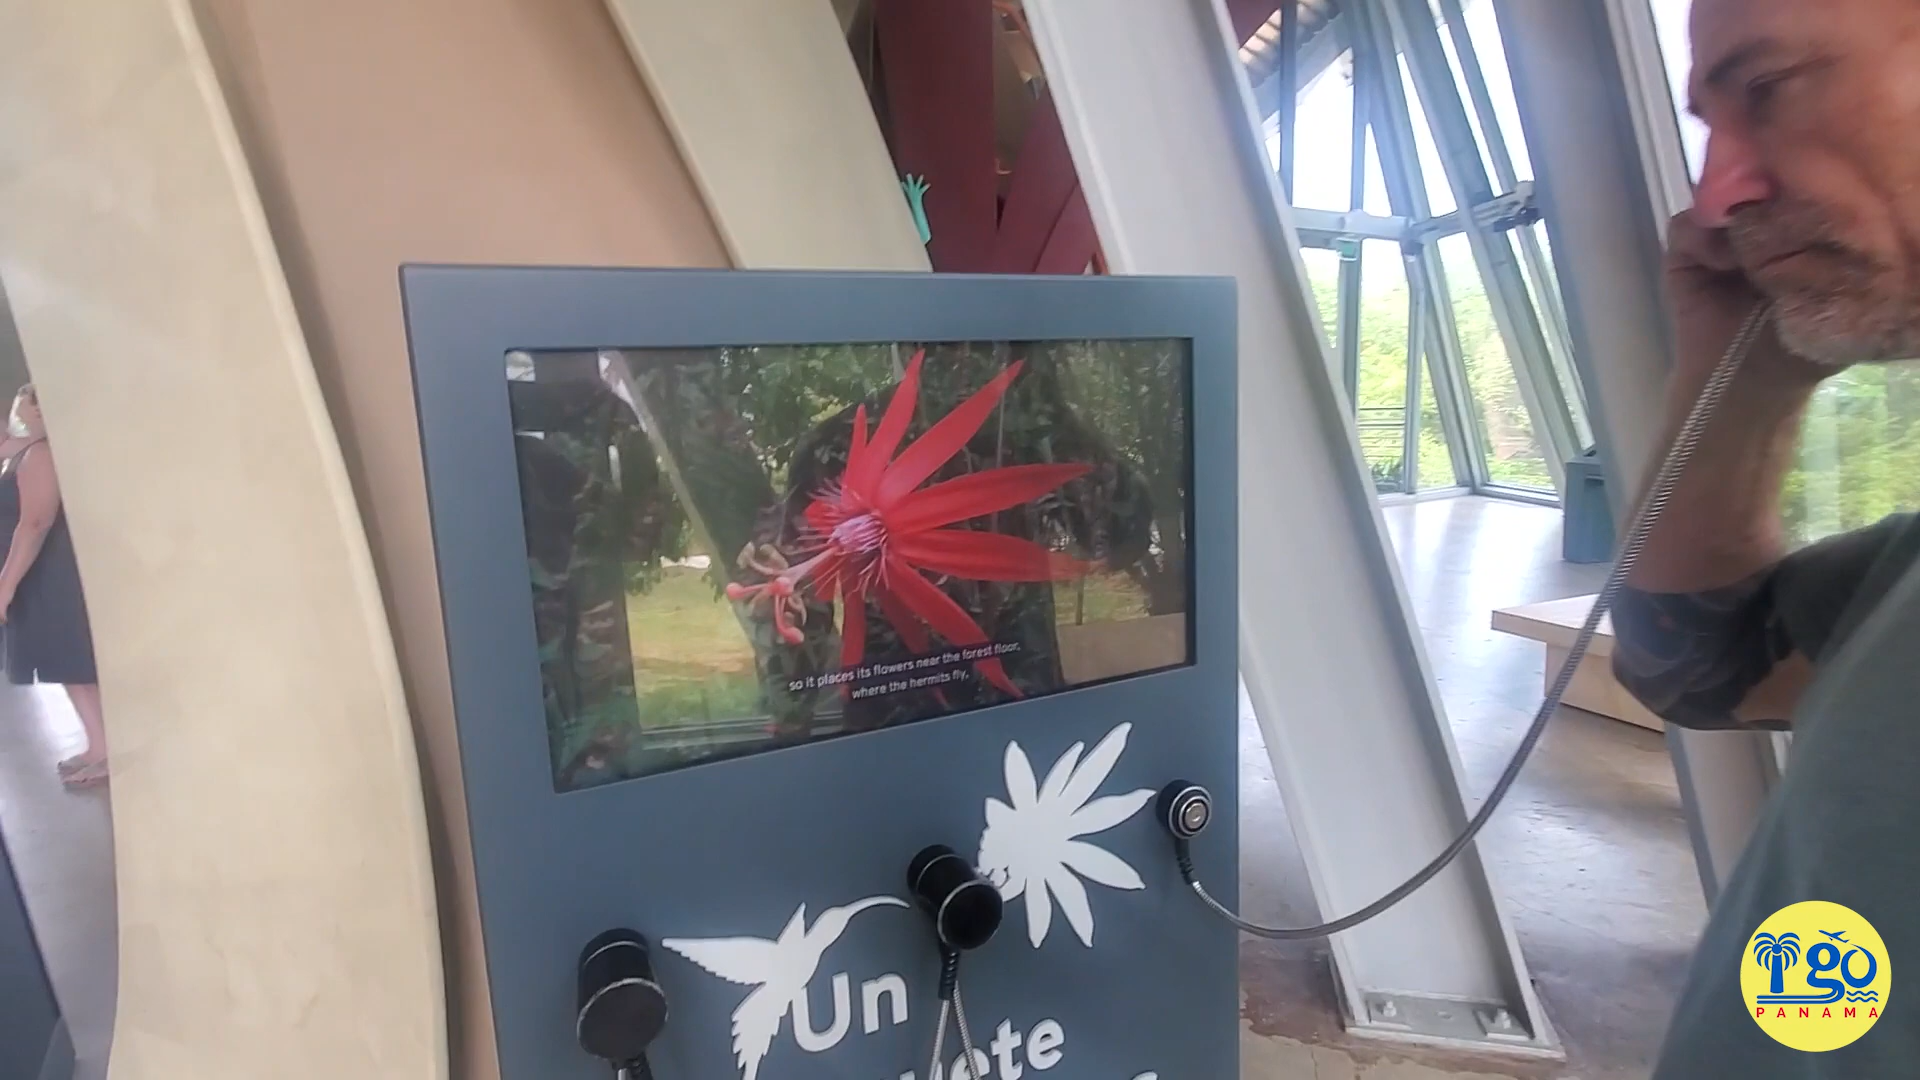 so it places its flowers near the forest floor,
where the hermits fly.
Un
go
PANAMA